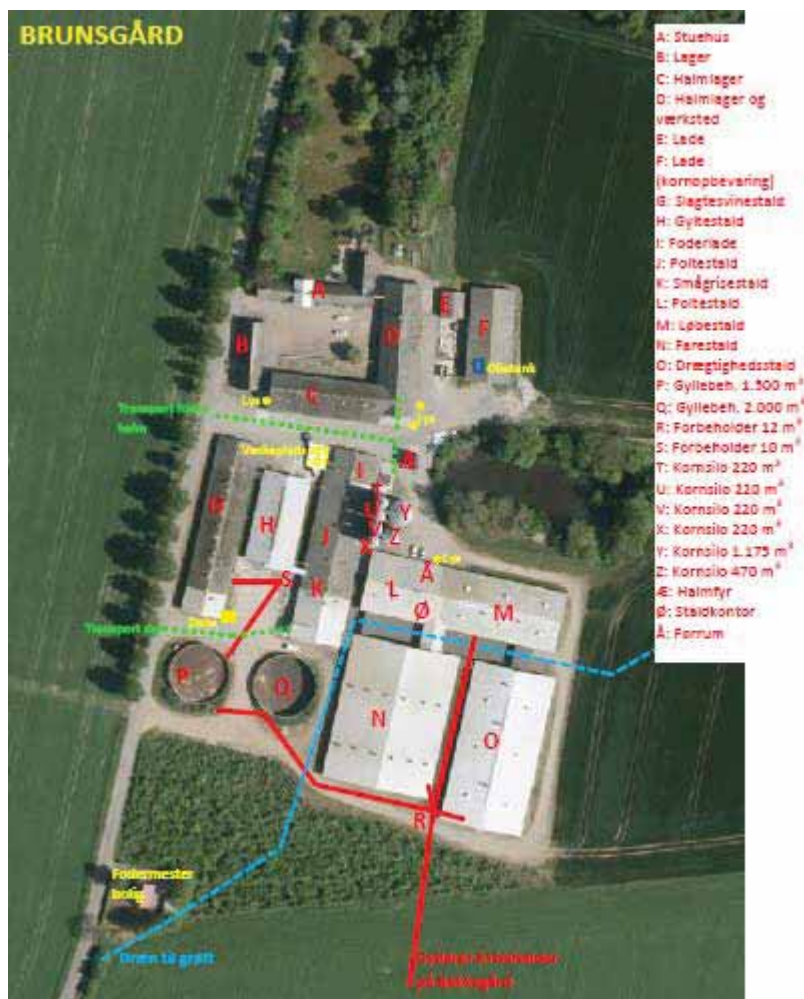 BRUNSGÅRD
A: Stuehus
B: Lager
C: Halmlager
D: Halmlager og
værksted
E: Lade
F: Lade
(kornopbevaring)
G: Slagtesvinestald
H: Gyltestald
I: Foderlade
J: Poltestald
K: Smågrisestald
L: Poltestald
M: Løbestald
N: Farestald
O: Drægtighedsstald
P: Gyllebeh. 1.500 m³
Q: Gyllebeh. 2.000 m³
R: Forbeholder 12 m³
S: Forbeholder 10 m³
T: Kornsilo 220 m³
U: Kornsilo 220 m³
V: Kornsilo 220 m³
X: Kornsilo 220 m³
Y: Kornsilo 1.175 m³
Z: Kornsilo 470 m³
Æ: Halmfyr
Ø: Staldkontor
Å: Forrum
A
B
D
E
F
Olietank
Lys
Transport
halm
I
Y
Z
X
H
J
S
K
L
Å
Ø
M
Transport
P
Q
N
O
R
Fodermester
bolig
Dræn til grøft